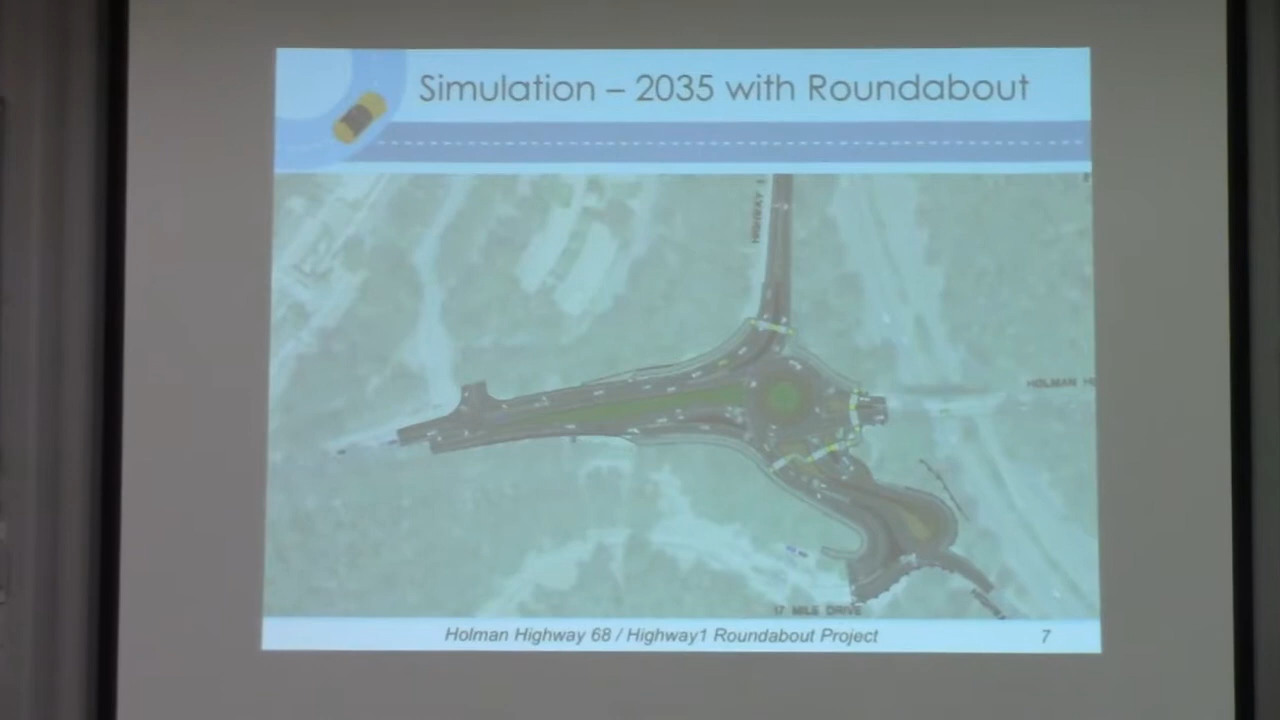 Simulation – 2035 with Roundabout
HIGHWAY 1
HOLMAN H
17 MILE DRIVE
Holman Highway 68 / Highway1 Roundabout Project
7